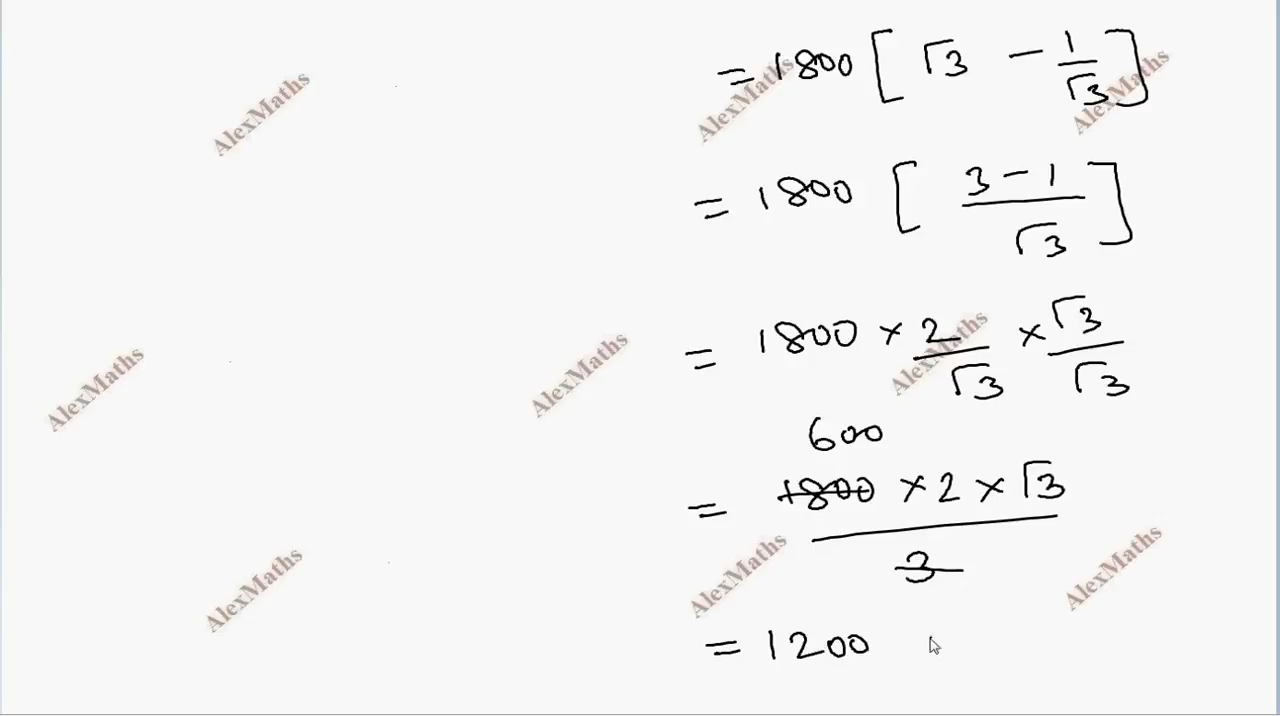 = 1800 [ √3 - 1/√3 ]
= 1800 [ 3 - 1 / √3 ]
= 1800 × 2/√3 × √3/√3
600
= 1800 × 2 × √3 / 3
= 1200
AlexMaths
AlexMaths
AlexMaths
AlexMaths
AlexMaths
AlexMaths
AlexMaths
AlexMaths
AlexMaths